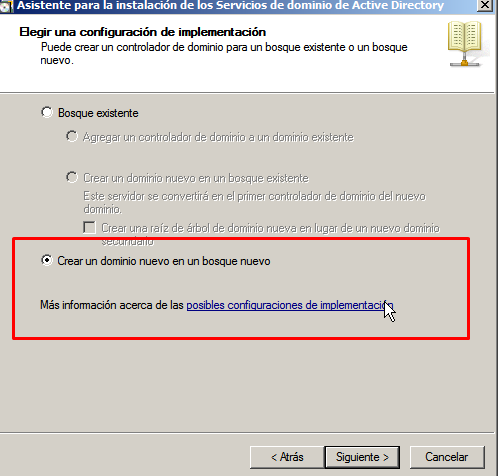 Asistente para la instalación de los Servicios de dominio de Active Directory
Elegir una configuración de implementación
Puede crear un controlador de dominio para un bosque existente o un bosque
nuevo.
Bosque existente
Agregar un controlador de dominio a un dominio existente
Crear un dominio nuevo en un bosque existente
Este servidor se convertirá en el primer controlador de dominio del nuevo
dominio.
Crear una raíz de árbol de dominio nueva en lugar de un nuevo dominio
secundario
Crear un dominio nuevo en un bosque nuevo
Más información acerca de las posibles configuraciones de implementación
< Atrás
Siguiente >
Cancelar